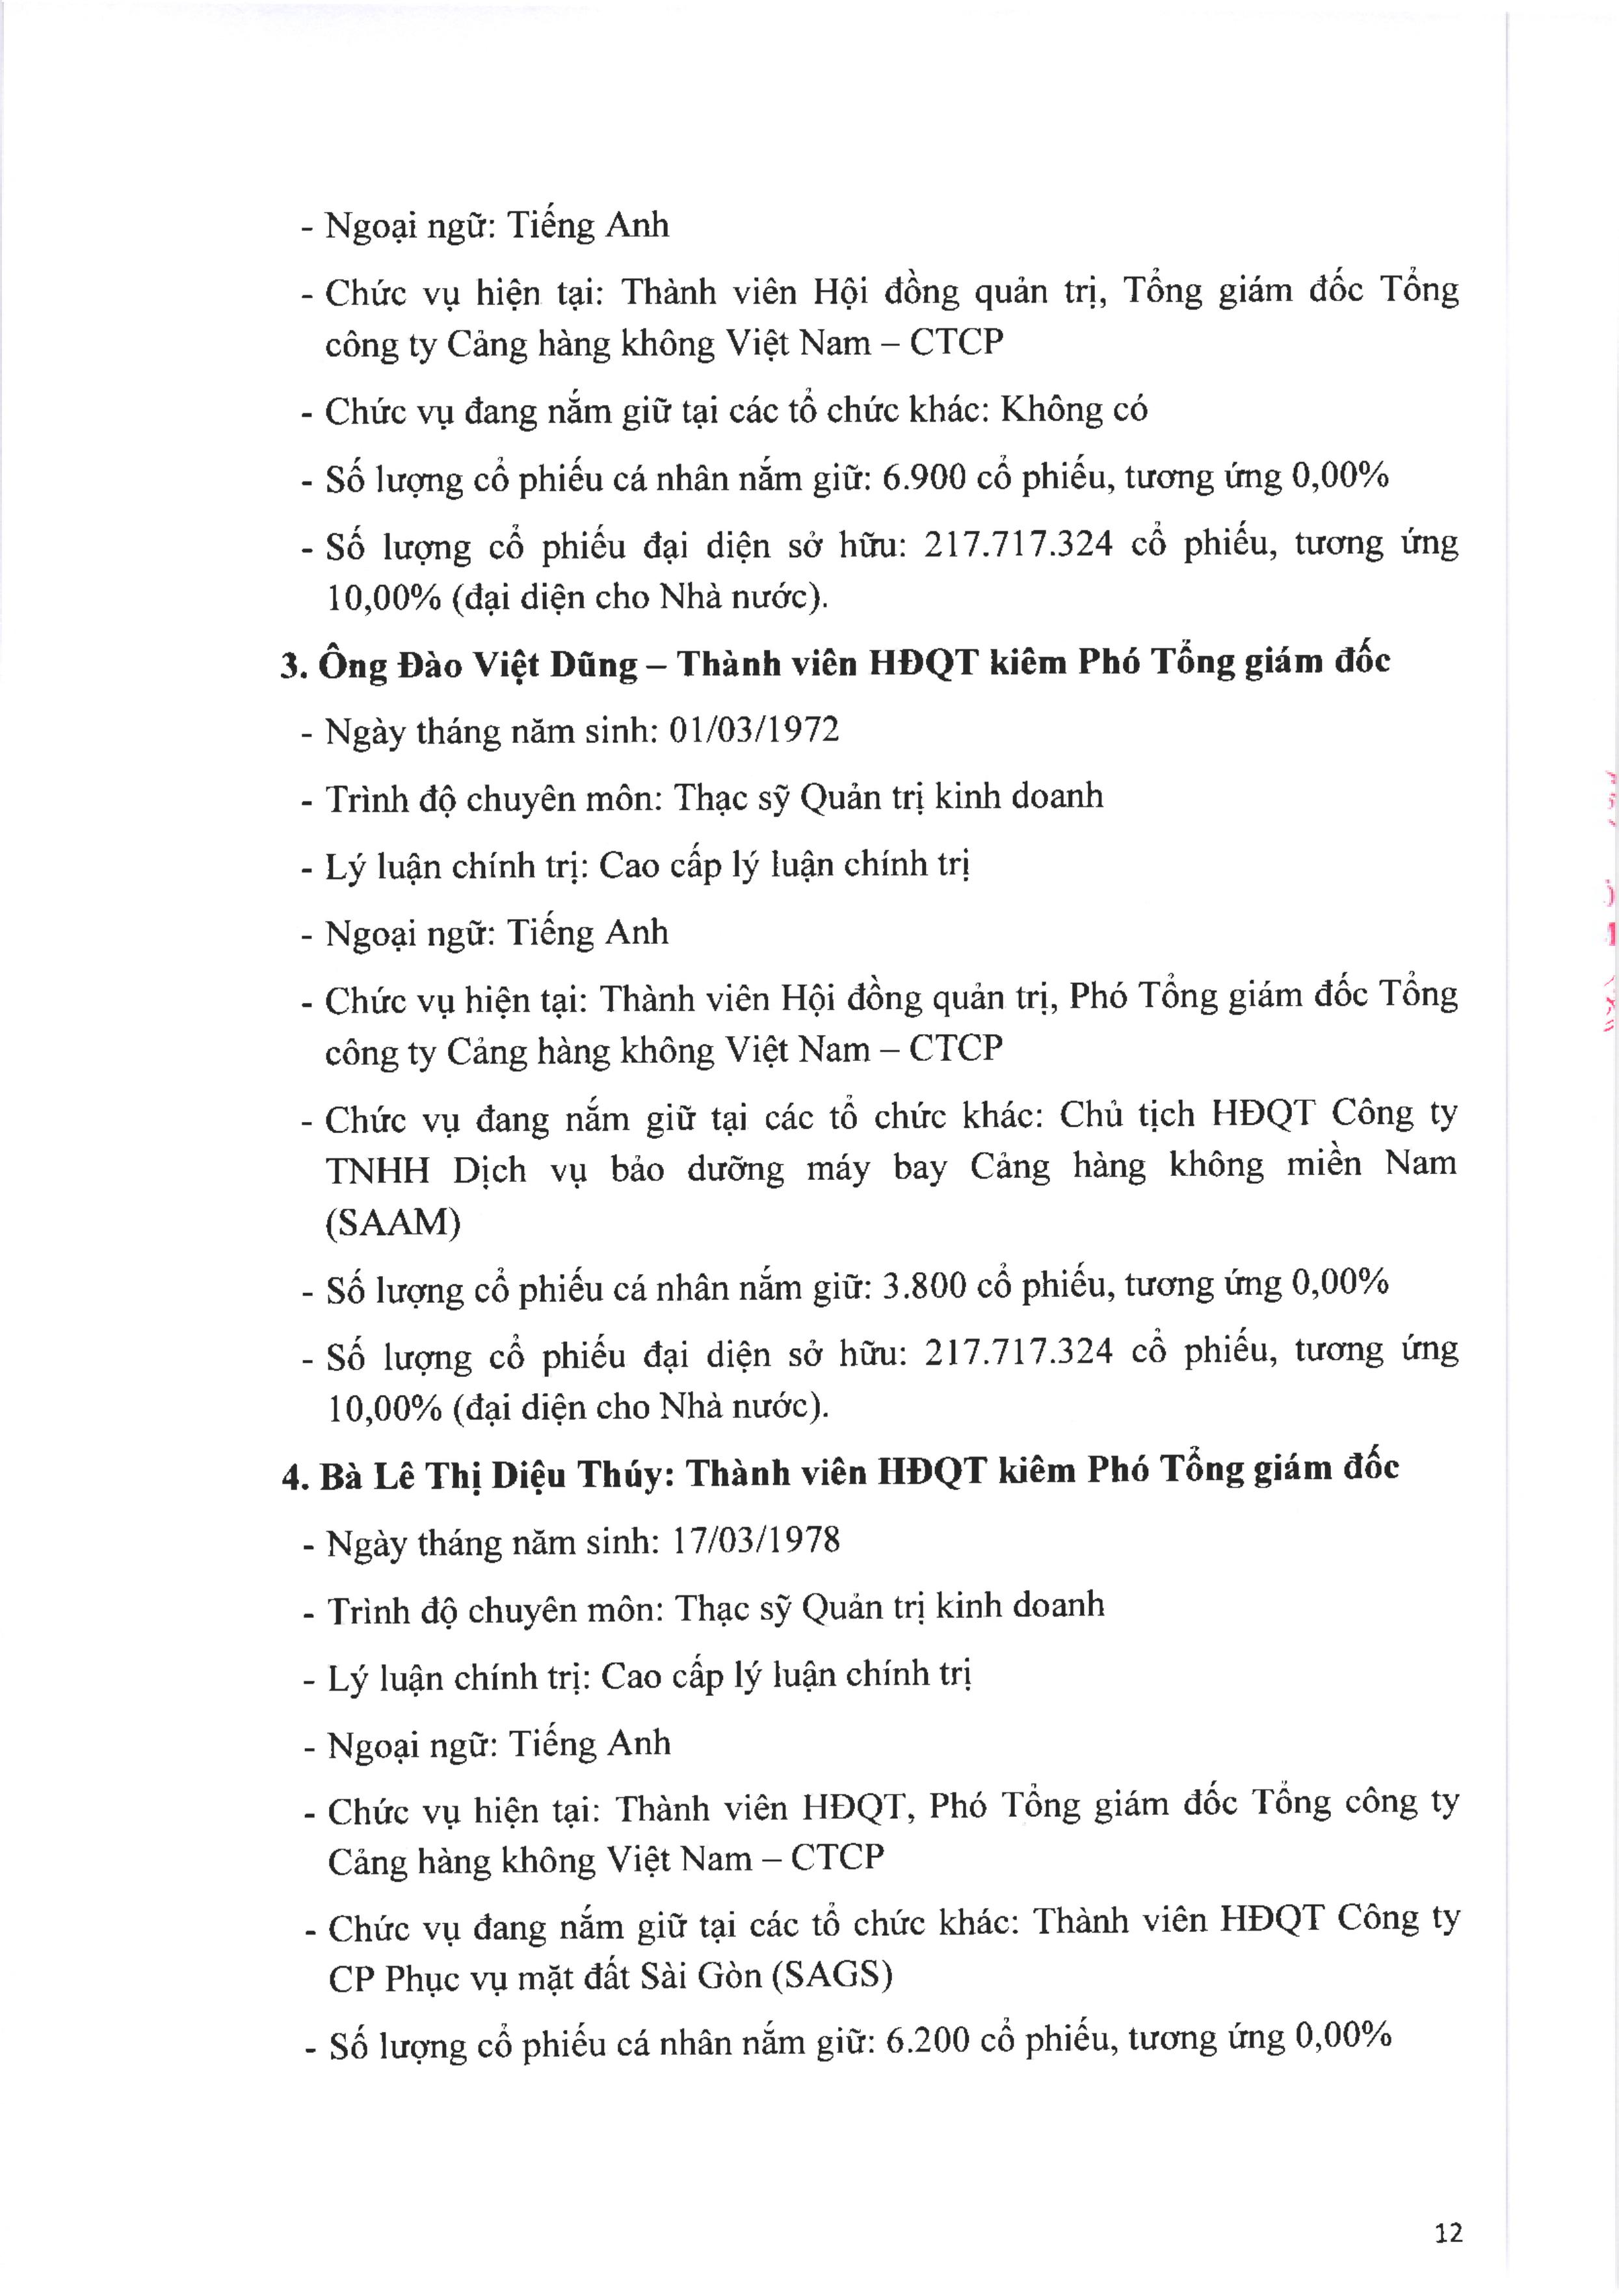 - Ngoại ngữ: Tiếng Anh
- Chức vụ hiện tại: Thành viên Hội đồng quản trị, Tổng giám đốc Tổng
công ty Cảng hàng không Việt Nam – CTCP
- Chức vụ đang nắm giữ tại các tổ chức khác: Không có
- Số lượng cổ phiếu cá nhân nắm giữ: 6.900 cổ phiếu, tương ứng 0,00%
- Số lượng cổ phiếu đại diện sở hữu: 217.717.324 cổ phiếu, tương ứng
10,00% (đại diện cho Nhà nước).
3. Ông Đào Việt Dũng – Thành viên HĐQT kiêm Phó Tổng giám đốc
- Ngày tháng năm sinh: 01/03/1972
- Trình độ chuyên môn: Thạc sỹ Quản trị kinh doanh
- Lý luận chính trị: Cao cấp lý luận chính trị
- Ngoại ngữ: Tiếng Anh
- Chức vụ hiện tại: Thành viên Hội đồng quản trị, Phó Tổng giám đốc Tổng
công ty Cảng hàng không Việt Nam – CTCP
- Chức vụ đang nắm giữ tại các tổ chức khác: Chủ tịch HĐQT Công ty
TNHH Dịch vụ bảo dưỡng máy bay Cảng hàng không miền Nam
(SAAM)
- Số lượng cổ phiếu cá nhân nắm giữ: 3.800 cổ phiếu, tương ứng 0,00%
- Số lượng cổ phiếu đại diện sở hữu: 217.717.324 cổ phiếu, tương ứng
10,00% (đại diện cho Nhà nước).
4. Bà Lê Thị Diệu Thúy: Thành viên HĐQT kiêm Phó Tổng giám đốc
- Ngày tháng năm sinh: 17/03/1978
- Trình độ chuyên môn: Thạc sỹ Quản trị kinh doanh
- Lý luận chính trị: Cao cấp lý luận chính trị
- Ngoại ngữ: Tiếng Anh
- Chức vụ hiện tại: Thành viên HĐQT, Phó Tổng giám đốc Tổng công ty
Cảng hàng không Việt Nam – CTCP
- Chức vụ đang nắm giữ tại các tổ chức khác: Thành viên HĐQT Công ty
CP Phục vụ mặt đất Sài Gòn (SAGS)
- Số lượng cổ phiếu cá nhân nắm giữ: 6.200 cổ phiếu, tương ứng 0,00%
12